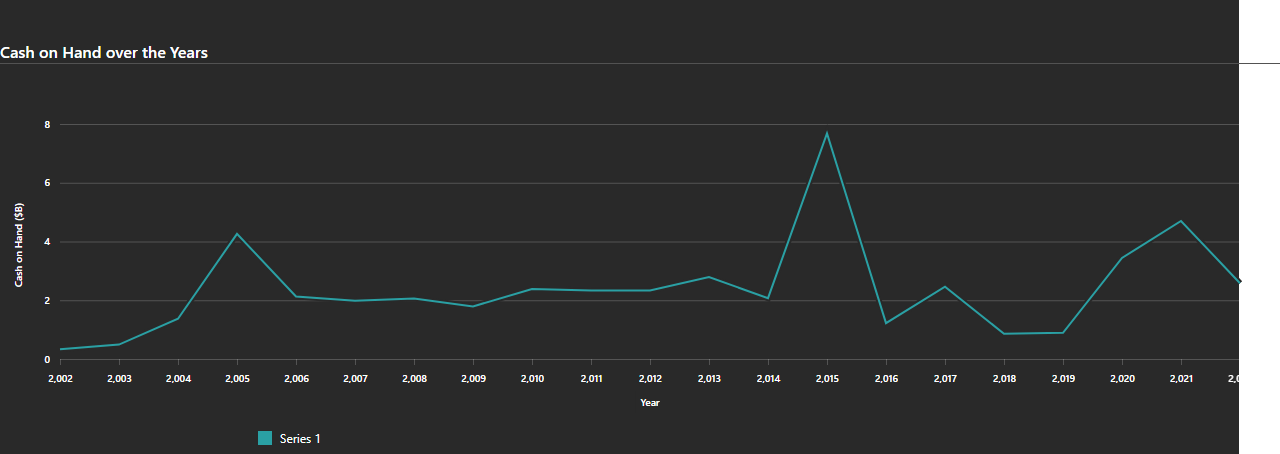 Cash on Hand over the Years
8
6
4
2
0
Cash on Hand ($B)
2,002 2,003 2,004 2,005 2,006 2,007 2,008 2,009 2,010 2,011 2,012 2,013 2,014 2,015 2,016 2,017 2,018 2,019 2,020 2,021
Year
Series 1